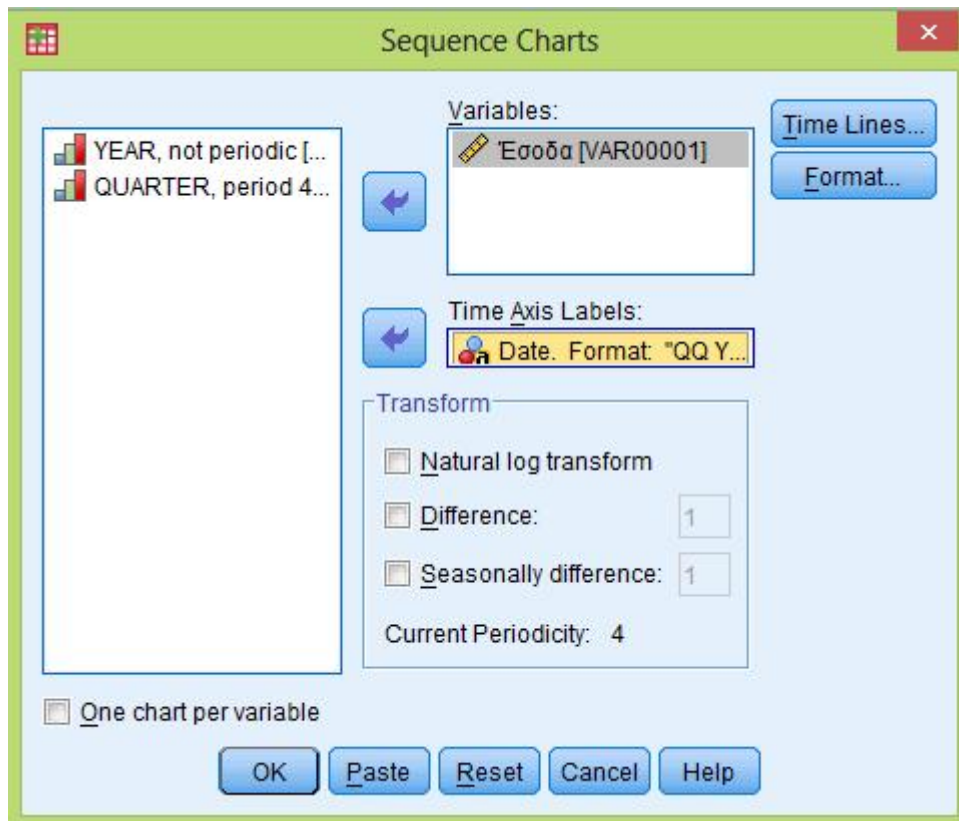 Sequence Charts
YEAR, not periodic [...
QUARTER, period 4...
Variables:
Έσοδα [VAR00001]
Time Lines...
Format...
Time Axis Labels:
Date. Format: "QQ Y...
Transform
Natural log transform
Difference: 1
Seasonally difference: 1
Current Periodicity: 4
One chart per variable
OK Paste Reset Cancel Help